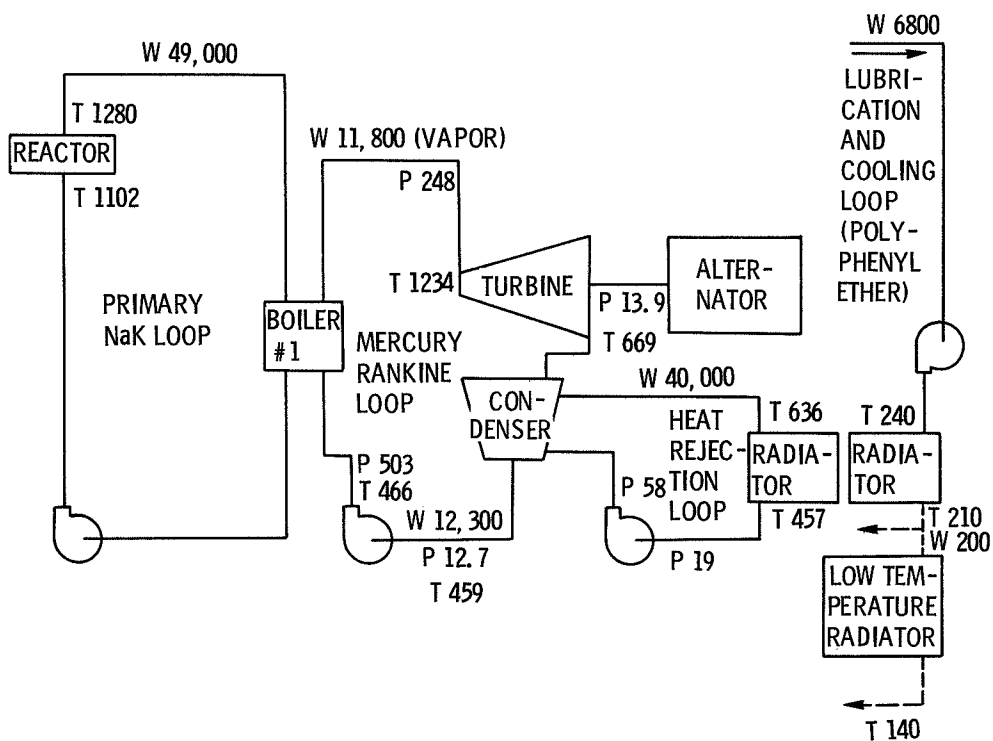 W 6800
W 49,000
LUBRI-
CATION
AND
COOLING
LOOP
(POLY-
PHENYL
ETHER)
T 1280
REACTOR
T 1102
W 11,800 (VAPOR)
P 248
T 1234
TURBINE
ALTER-
NATOR
P 13.9
T 669
PRIMARY
NaK LOOP
BOILER
#1
MERCURY
RANKINE
LOOP
CON-
DENSER
W 40,000
HEAT
REJEC-
TION
LOOP
T 636
RADIA-
TOR
T 457
T 240
RADIA-
TOR
P 503
T 466
W 12,300
P 12.7
T 459
P 58
P 19
T 210
W 200
LOW TEM-
PERATURE
RADIATOR
T 140